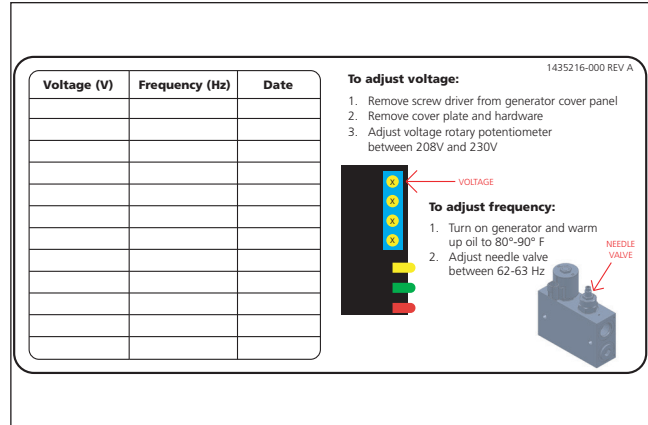 1435216-000 REV A
Voltage (V) Frequency (Hz) Date
To adjust voltage:
1. Remove screw driver from generator cover panel
2. Remove cover plate and hardware
3. Adjust voltage rotary potentiometer
between 208V and 230V
X
VOLTAGE
X
X
X
To adjust frequency:
1. Turn on generator and warm
up oil to 80°-90° F
2. Adjust needle valve
between 62-63 Hz
NEEDLE
VALVE